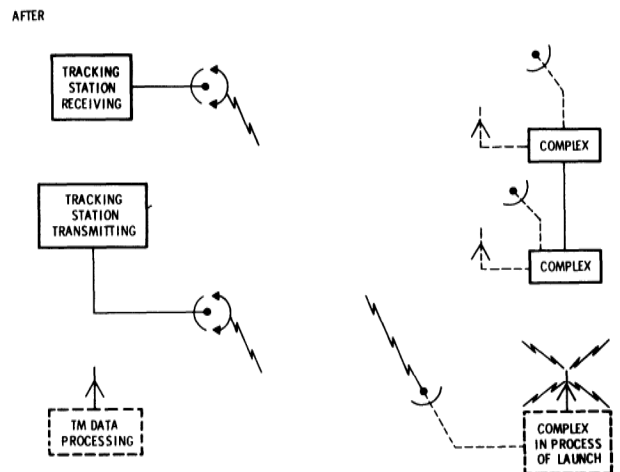 AFTER
TRACKING
STATION
RECEIVING
COMPLEX
TRACKING
STATION
TRANSMITTING
COMPLEX
TM DATA
PROCESSING
COMPLEX
IN PROCESS
OF LAUNCH